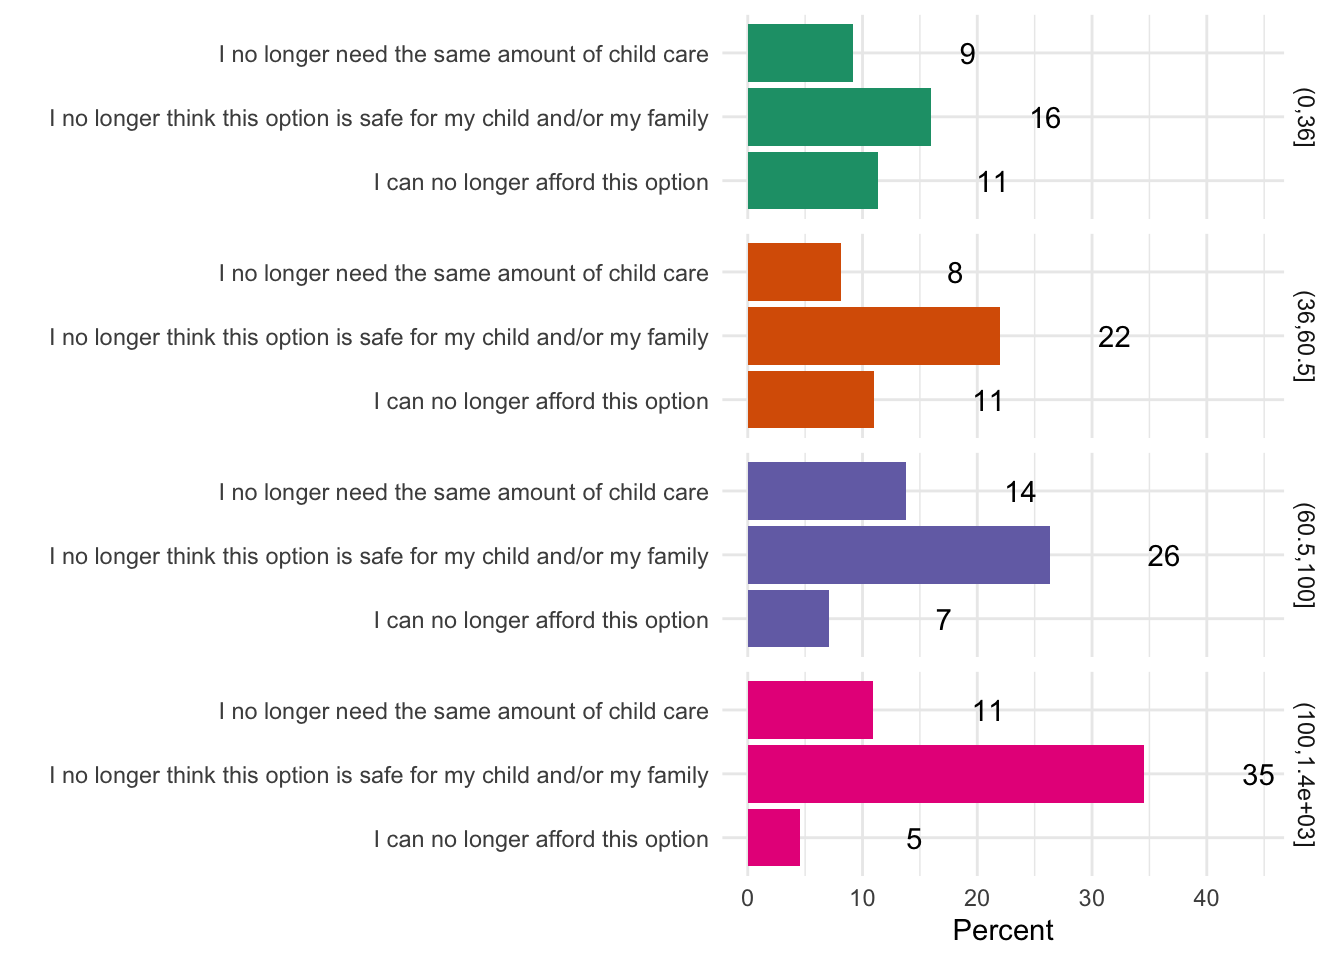 I no longer need the same amount of child care 9
I no longer think this option is safe for my child and/or my family 16
I can no longer afford this option 11
(0,36]
I no longer need the same amount of child care 8
I no longer think this option is safe for my child and/or my family 22
I can no longer afford this option 11
(36,60.5]
I no longer need the same amount of child care 14
I no longer think this option is safe for my child and/or my family 26
I can no longer afford this option 7
(60.5,100]
I no longer need the same amount of child care 11
I no longer think this option is safe for my child and/or my family 35
I can no longer afford this option 5
(100,1.4e+03]
0 10 20 30 40
Percent